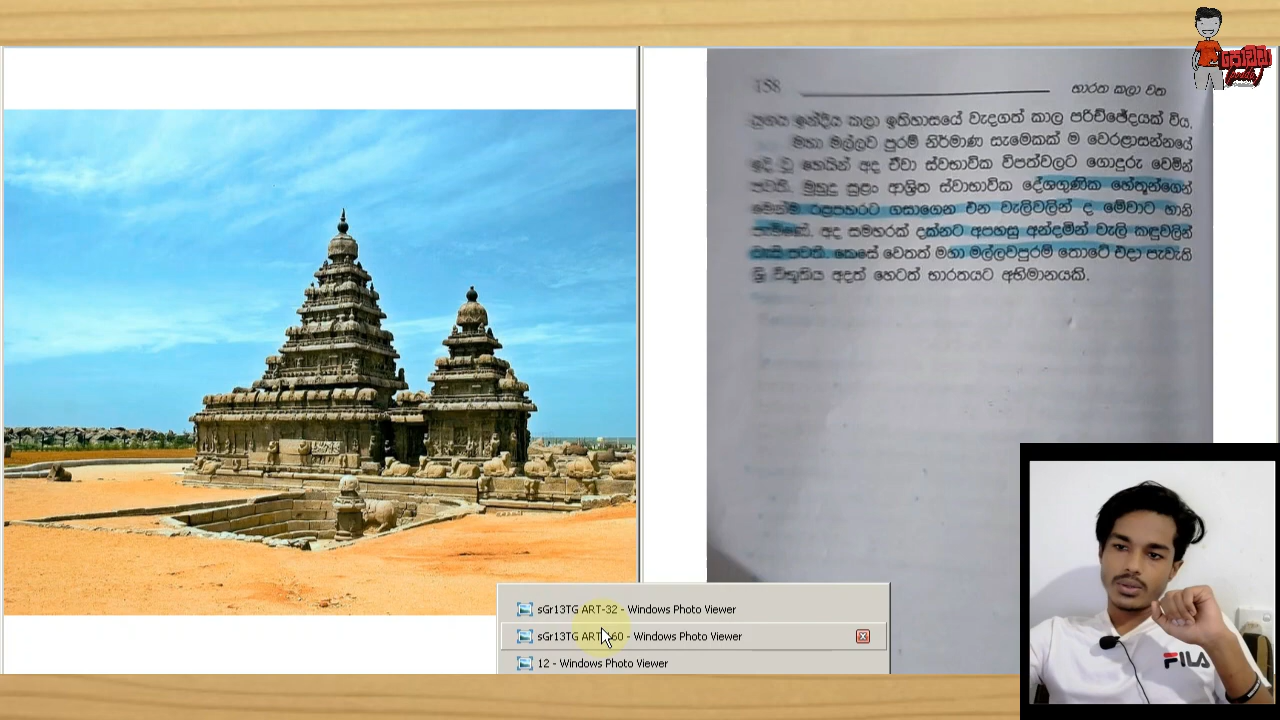 පොඩ්ඩා
158
භාරත කලා වත
යුගය ඉන්දීය කලා ඉතිහාසයේ වැදගත් කාල පරිච්ඡේදයක් විය.
මහා මල්ලව පුරම් නිර්මාණ සැමෙකක් ම වෙරළාසන්නයේ
ඉදි වූ හෙයින් අද ඒවා ස්වභාවික විපත්වලට ගොදුරු වෙමින්
පවතී. මුහුදු සුළං ආශ්‍රිත ස්වාභාවික දේශගුණික හේතූන්ගෙන්
මෙන්ම රළපහරට ගසාගෙන එන වැලිවලින් ද මේවාට හානි
පැමිණේ. අද සමහරක් දක්නට අපහසු අන්දමින් වැලි කඳුවලින්
වැසී පවතී. කෙසේ වෙතත් මහා මල්ලවපුරම් තොටේ එදා පැවැති
ශ්‍රී විභූතිය අදත් හෙටත් භාරතයට අභිමානයකි.
sGr13TG ART-32 - Windows Photo Viewer
sGr13TG ART-60 - Windows Photo Viewer
12 - Windows Photo Viewer
FILA